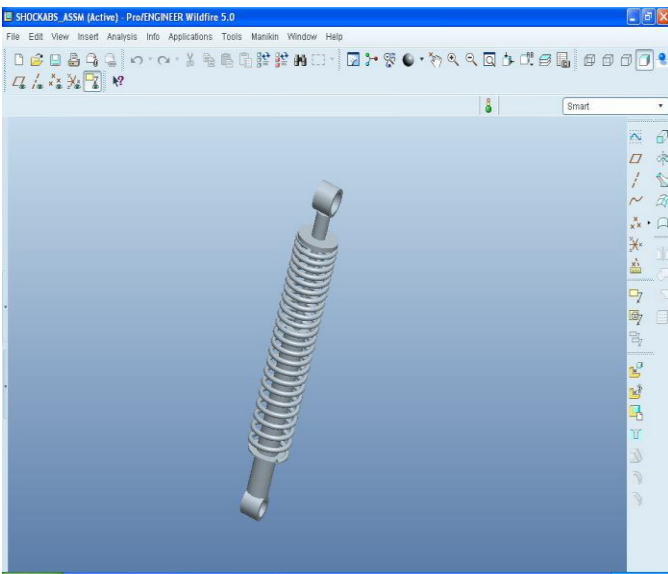 SHOCKABS_ASSM (Active) - Pro/ENGINEER Wildfire 5.0
File Edit View Insert Analysis Info Applications Tools Manikin Window Help
Smart